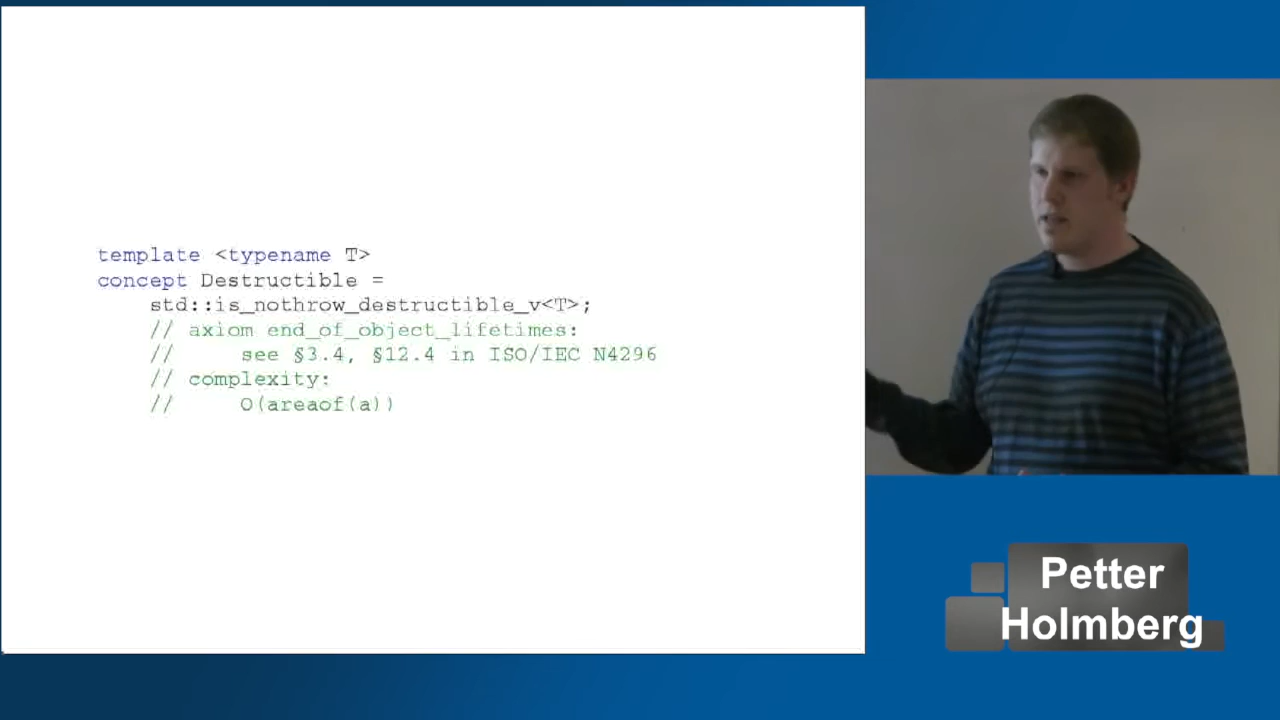 template <typename T>
concept Destructible =
    std::is_nothrow_destructible_v<T>;
    // axiom end_of_object_lifetimes:
    //     see §3.4, §12.4 in ISO/IEC N4296
    // complexity:
    //     O(areaof(a))
Petter
Holmberg